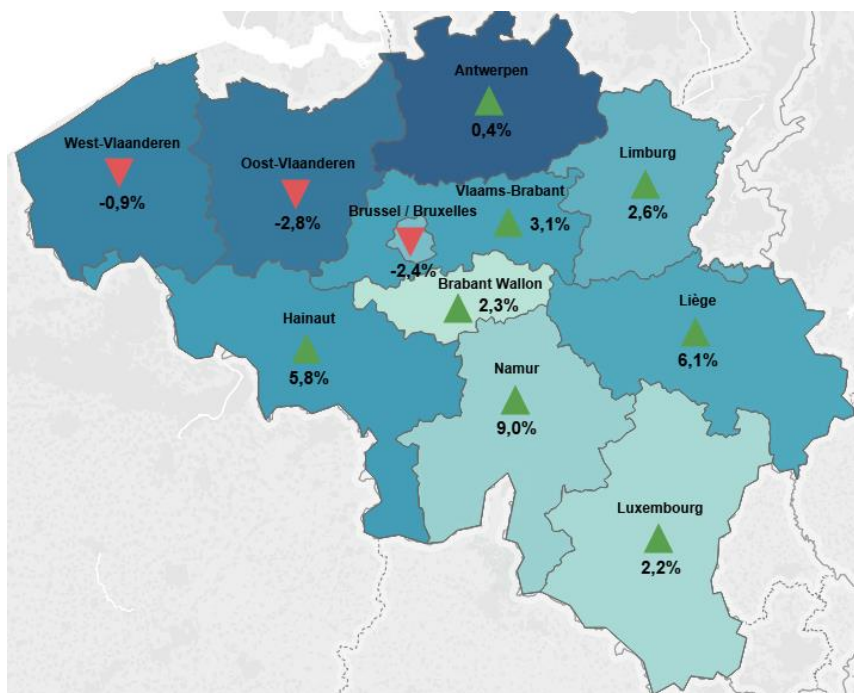 Antwerpen
0,4%
West-Vlaanderen
-0,9%
Oost-Vlaanderen
-2,8%
Limburg
2,6%
Vlaams-Brabant
3,1%
Brussel / Bruxelles
-2,4%
Brabant Wallon
2,3%
Hainaut
5,8%
Liège
6,1%
Namur
9,0%
Luxembourg
2,2%